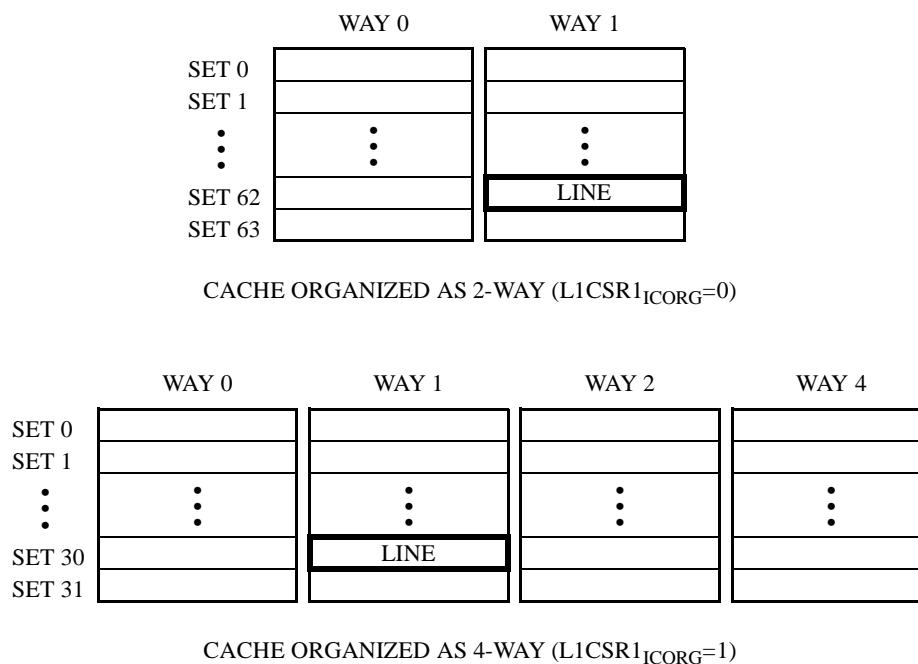 WAY 0 WAY 1
SET 0
SET 1
SET 62 LINE
SET 63
CACHE ORGANIZED AS 2-WAY (L1CSR1ICORG=0)
WAY 0 WAY 1 WAY 2 WAY 4
SET 0
SET 1
SET 30 LINE
SET 31
CACHE ORGANIZED AS 4-WAY (L1CSR1ICORG=1)